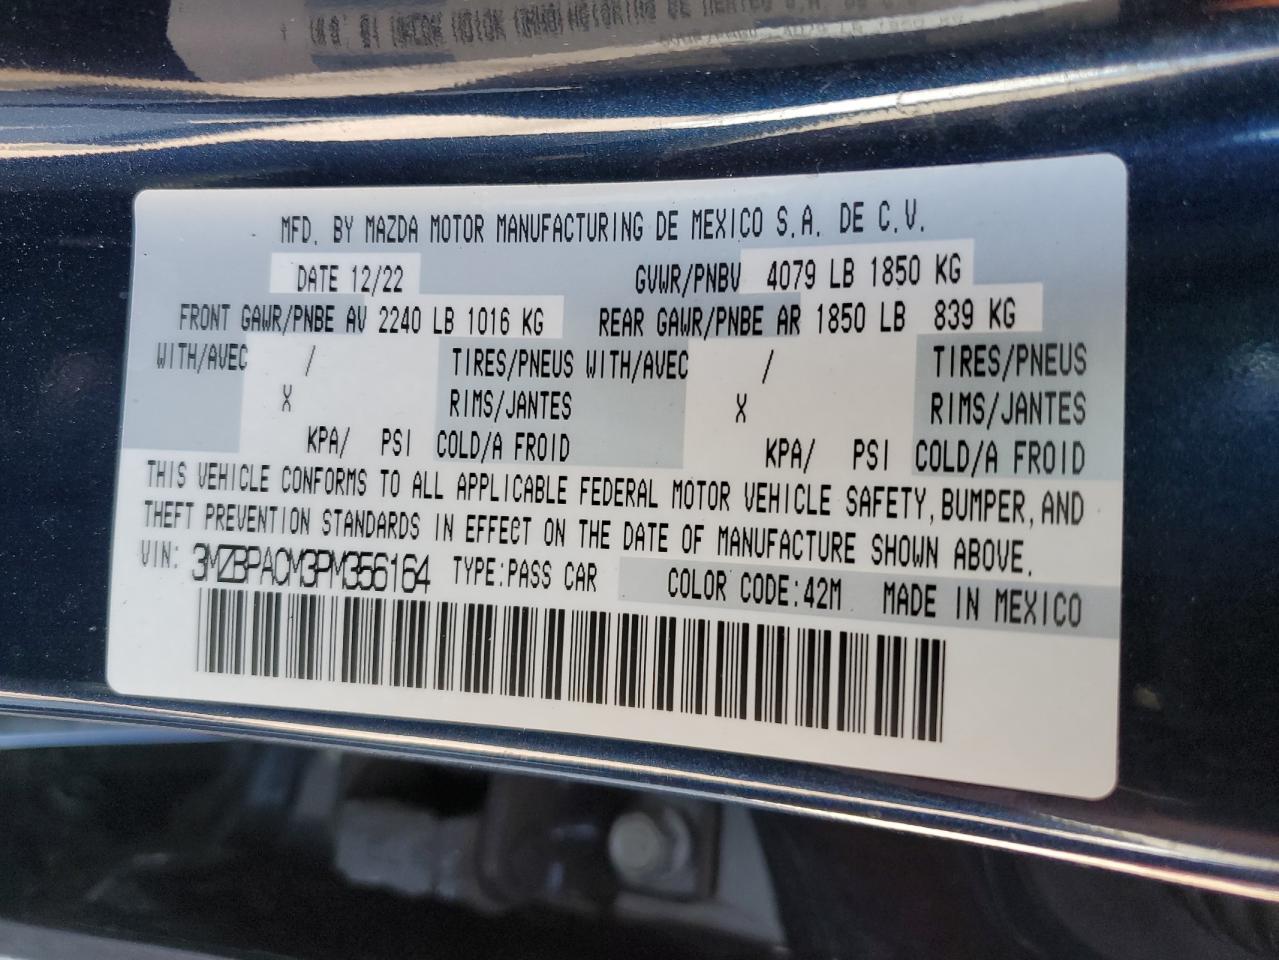 MFD. BY MAZDA MOTOR MANUFACTURING DE MEXICO S.A. DE C.V.
DATE 12/22 GVWR/PNBV 4079 LB 1850 KG
FRONT GAWR/PNBE AV 2240 LB 1016 KG REAR GAWR/PNBE AR 1850 LB 839 KG
WITH/AVEC / TIRES/PNEUS WITH/AVEC / TIRES/PNEUS
X RIMS/JANTES X RIMS/JANTES
KPA/ PSI COLD/A FROID KPA/ PSI COLD/A FROID
THIS VEHICLE CONFORMS TO ALL APPLICABLE FEDERAL MOTOR VEHICLE SAFETY, BUMPER, AND
THEFT PREVENTION STANDARDS IN EFFECT ON THE DATE OF MANUFACTURE SHOWN ABOVE.
VIN: 3MZBPACM3PM356164 TYPE:PASS CAR COLOR CODE:42M MADE IN MEXICO